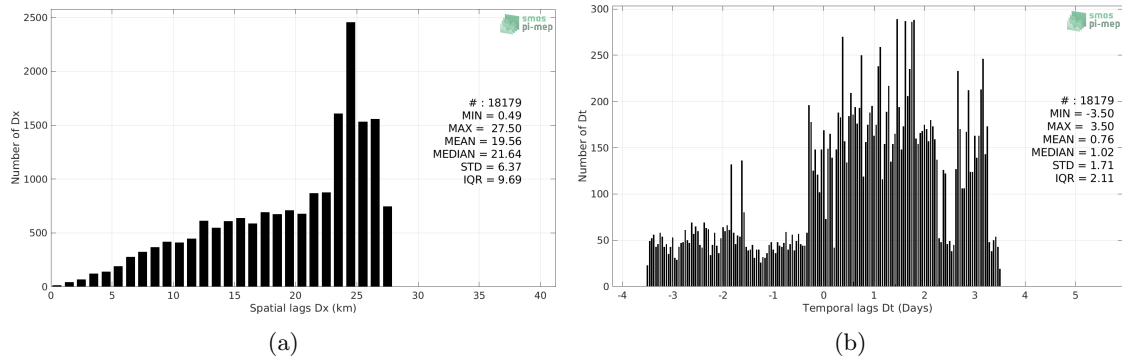 2500
2000
1500
1000
500
0
Number of Dx
0 5 10 15 20 25 30 35 40
Spatial lags Dx (km)
smos
pi-mep
# : 18179
MIN = 0.49
MAX = 27.50
MEAN = 19.56
MEDIAN = 21.64
STD = 6.37
IQR = 9.69
(a)
300
250
200
150
100
50
0
Number of Dt
-4 -3 -2 -1 0 1 2 3 4 5
Temporal lags Dt (Days)
smos
pi-mep
# : 18179
MIN = -3.50
MAX = 3.50
MEAN = 0.76
MEDIAN = 1.02
STD = 1.71
IQR = 2.11
(b)